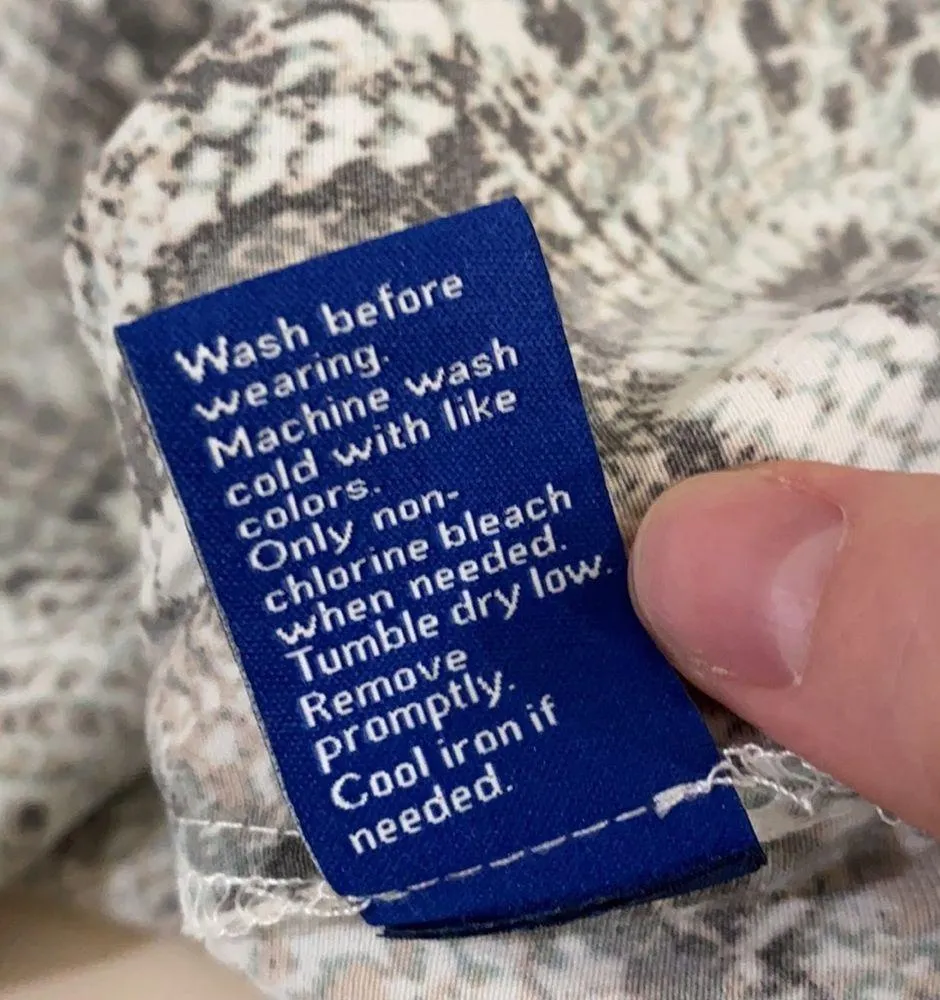 Wash before
wearing.
Machine wash
cold with like
colors.
Only non-
chlorine bleach
when needed.
Tumble dry low.
Remove
promptly.
Cool iron if
needed.